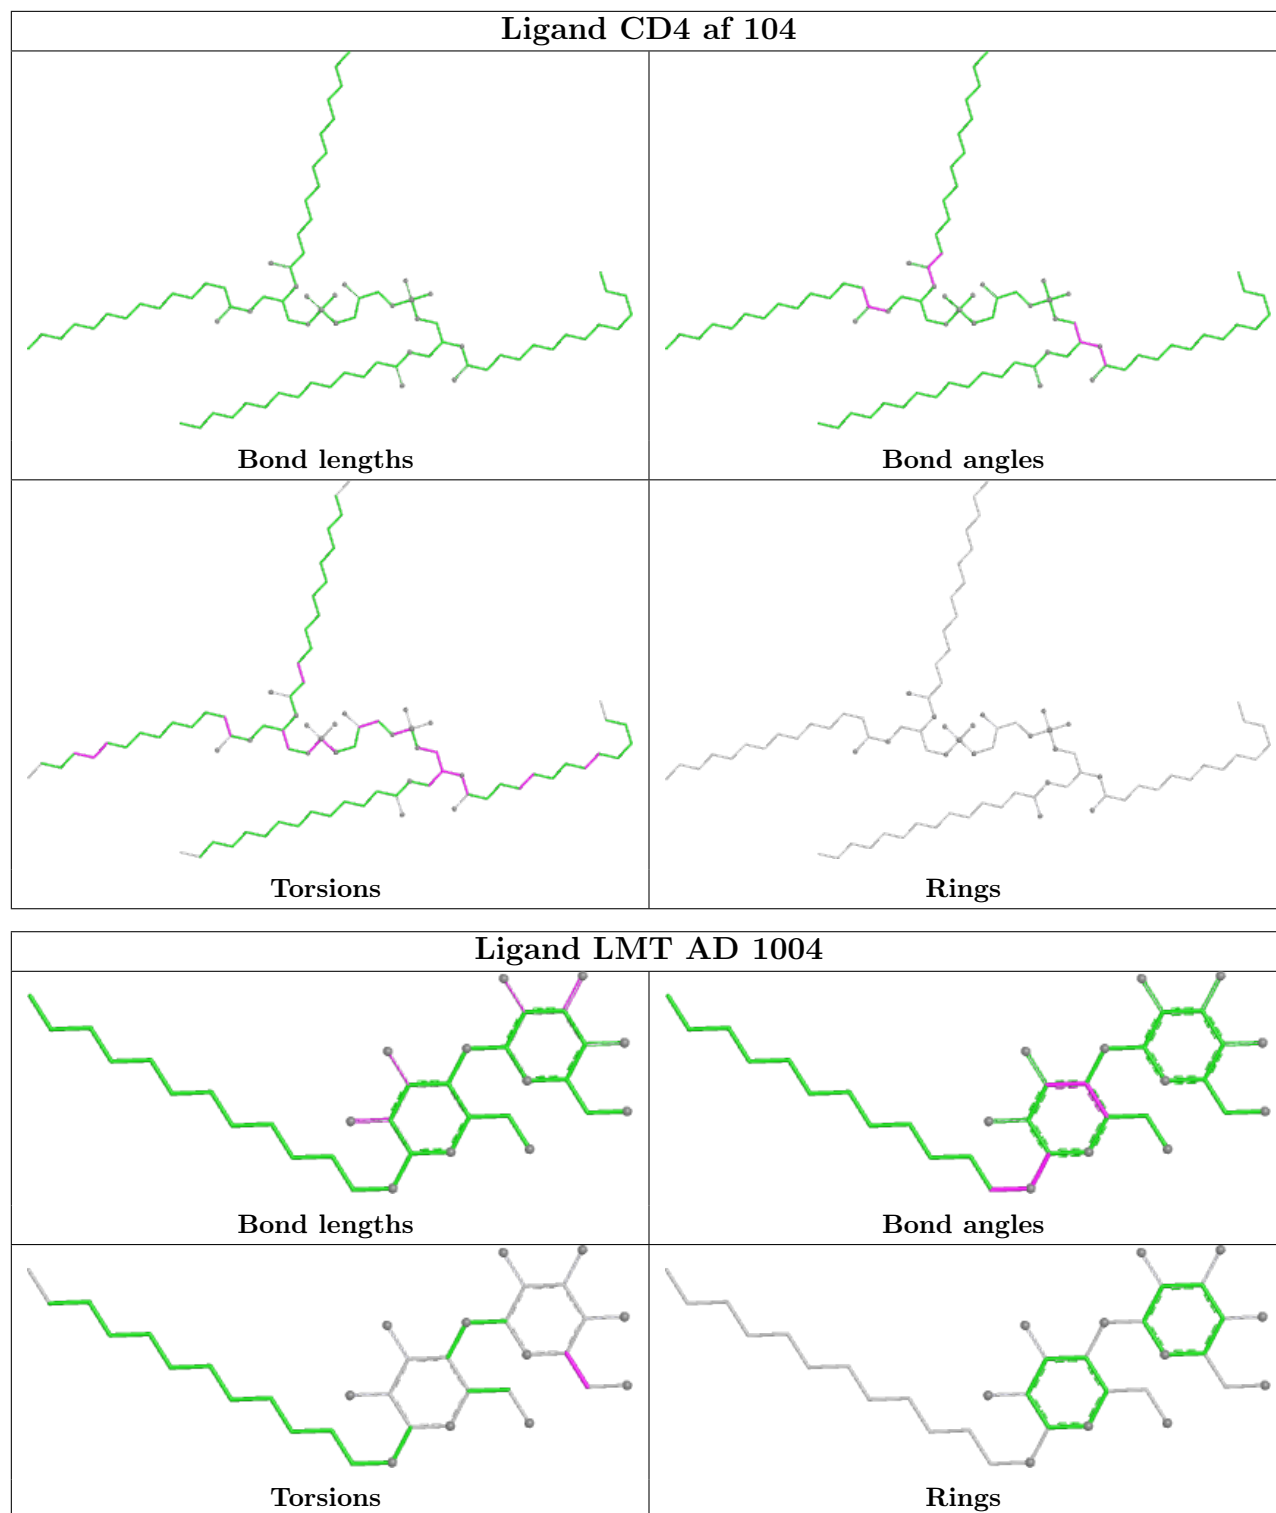 Ligand CD4 af 104
Bond lengths
Bond angles
Torsions
Rings
Ligand LMT AD 1004
Bond lengths
Bond angles
Torsions
Rings